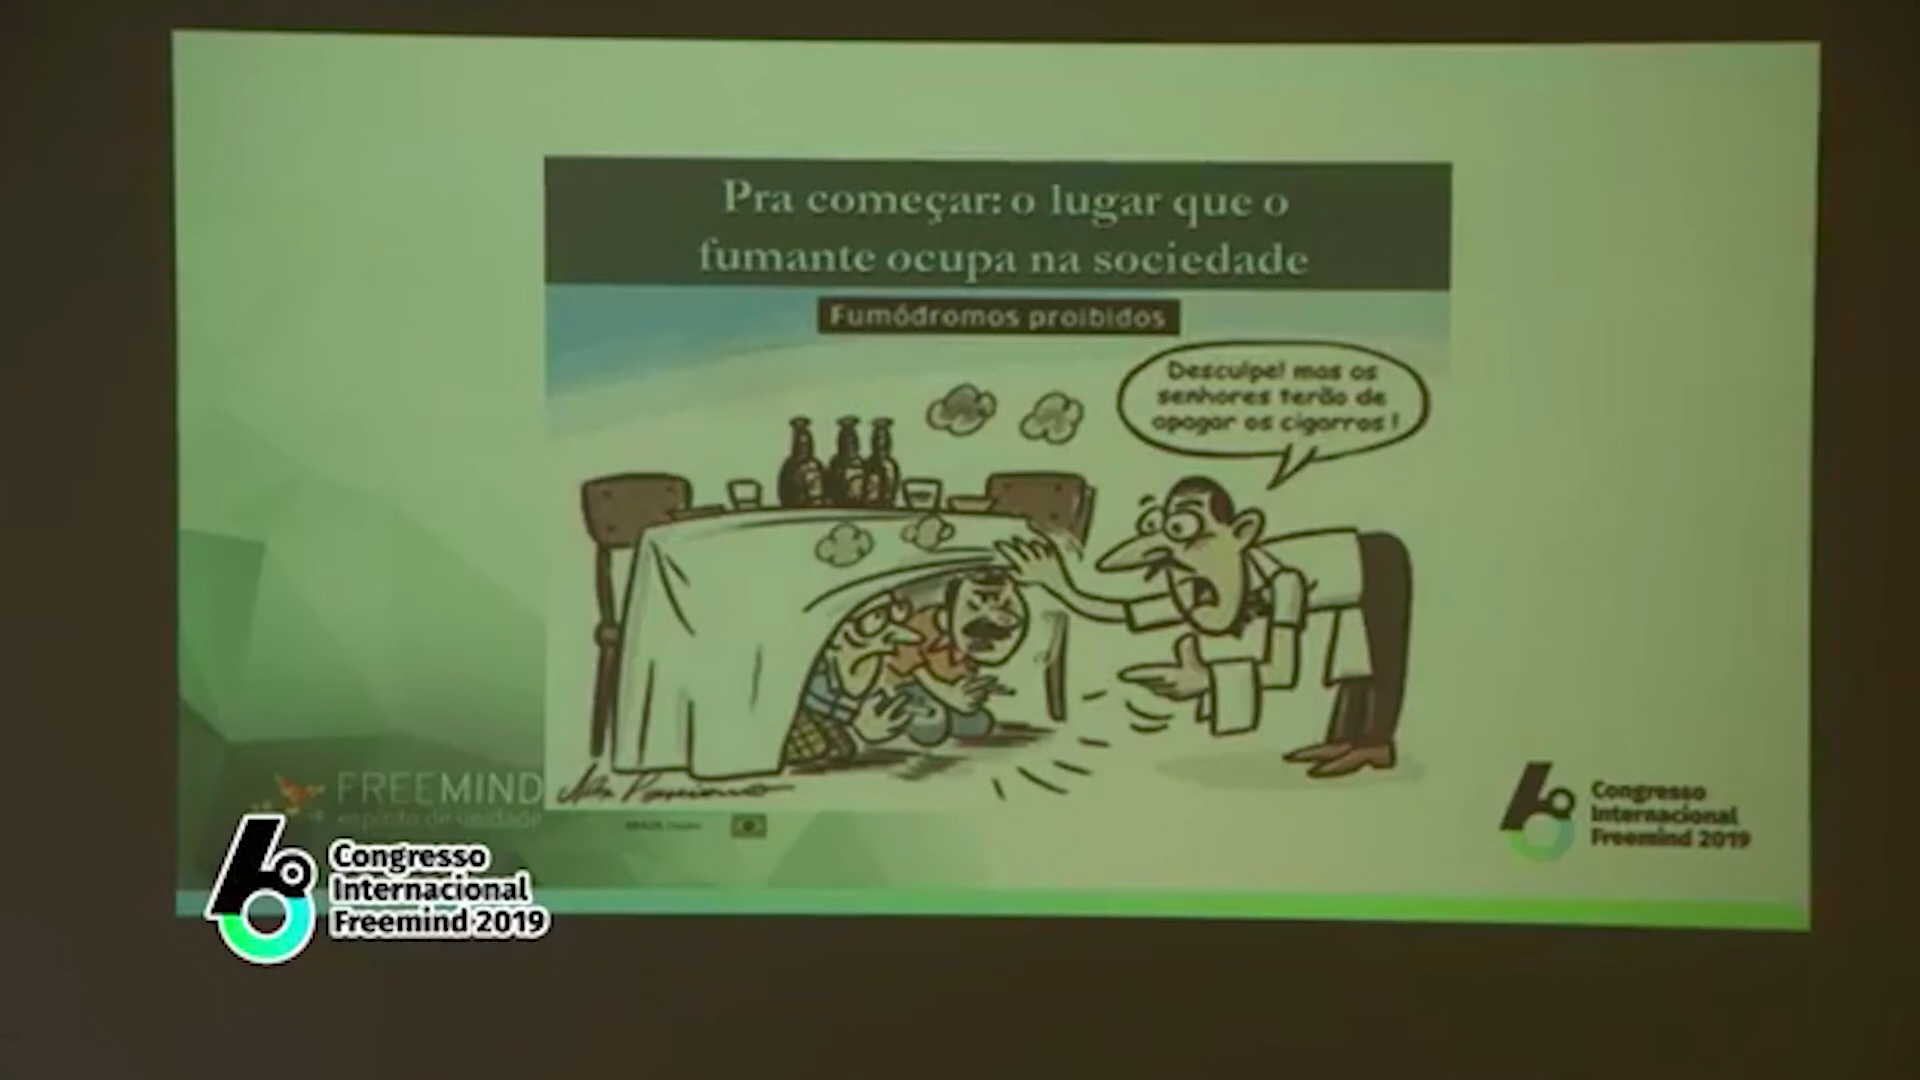 Pra começar: o lugar que o
fumante ocupa na sociedade
Fumódromos proibidos
Desculpe! mas os
senhores terão de
apagar os cigarros!
FREEMIND
6º Congresso
Internacional
Freemind 2019
6º Congresso
Internacional
Freemind 2019